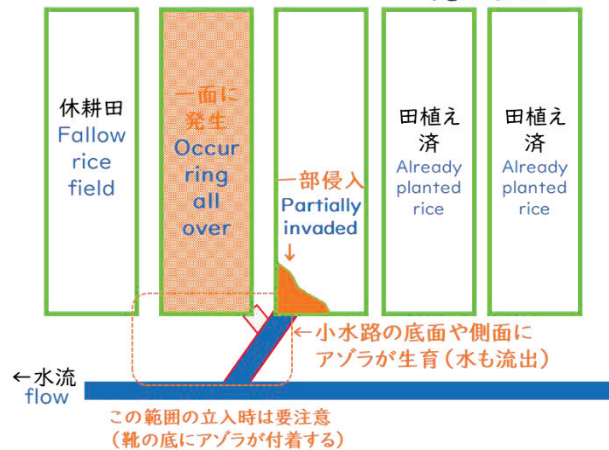 休耕田
Fallow
rice
field
一面に
発生
Occur
ring
all
over
一部侵入
Partially
invaded
田植え
済
Already
planted
rice
田植え
済
Already
planted
rice
←小水路の底面や側面に
アゾラが生育（水も流出）
←水流
flow
この範囲の立入時は要注意
（靴の底にアゾラが付着する）